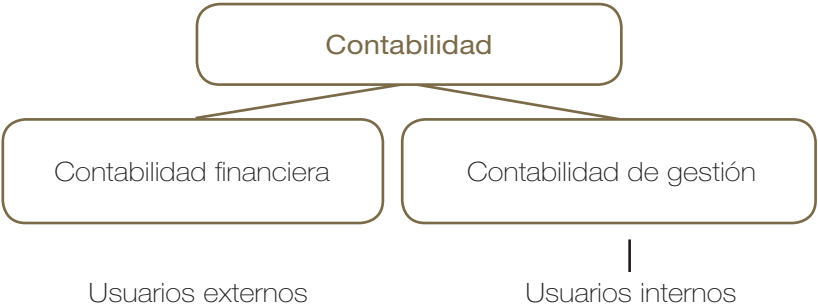 Contabilidad
Contabilidad financiera
Contabilidad de gestión
Usuarios externos
Usuarios internos